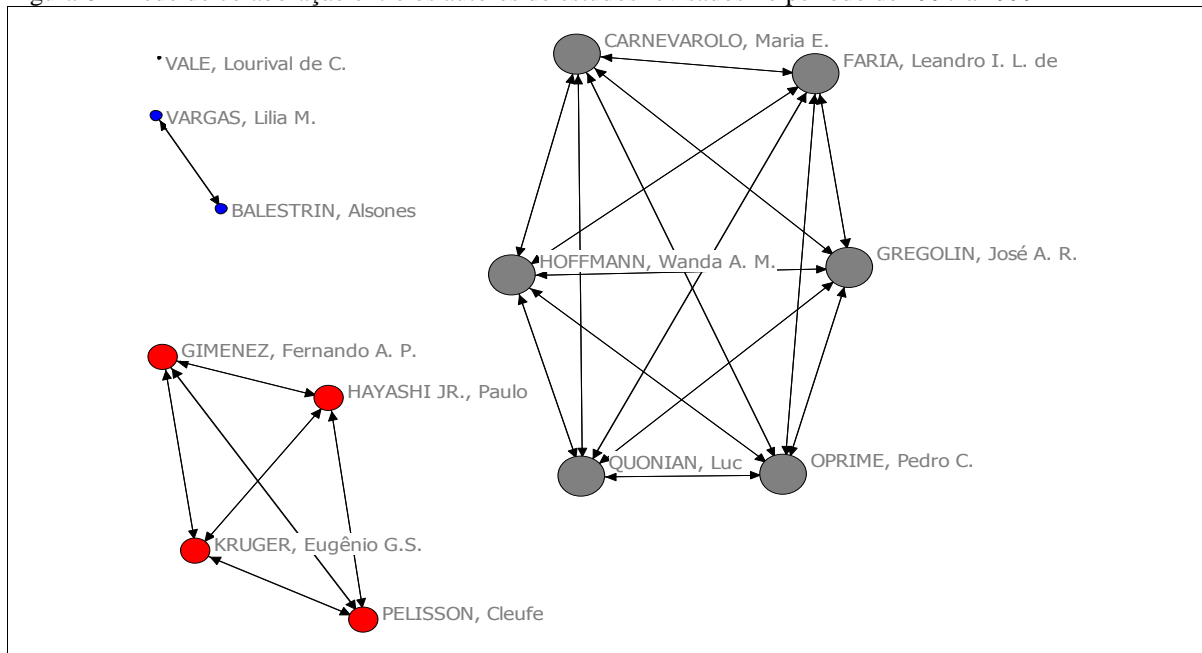 CARNEVAROLO, Maria E.
VALE, Lourival de C.
FARIA, Leandro I. L. de
VARGAS, Lilia M.
BALESTRIN, Alsones
HOFFMANN, Wanda A. M.
GREGOLIN, José A. R.
GIMENEZ, Fernando A. P.
HAYASHI JR., Paulo
QUONIAN, Luc
OPRIME, Pedro C.
KRUGER, Eugênio G.S.
PELISSON, Cleufe